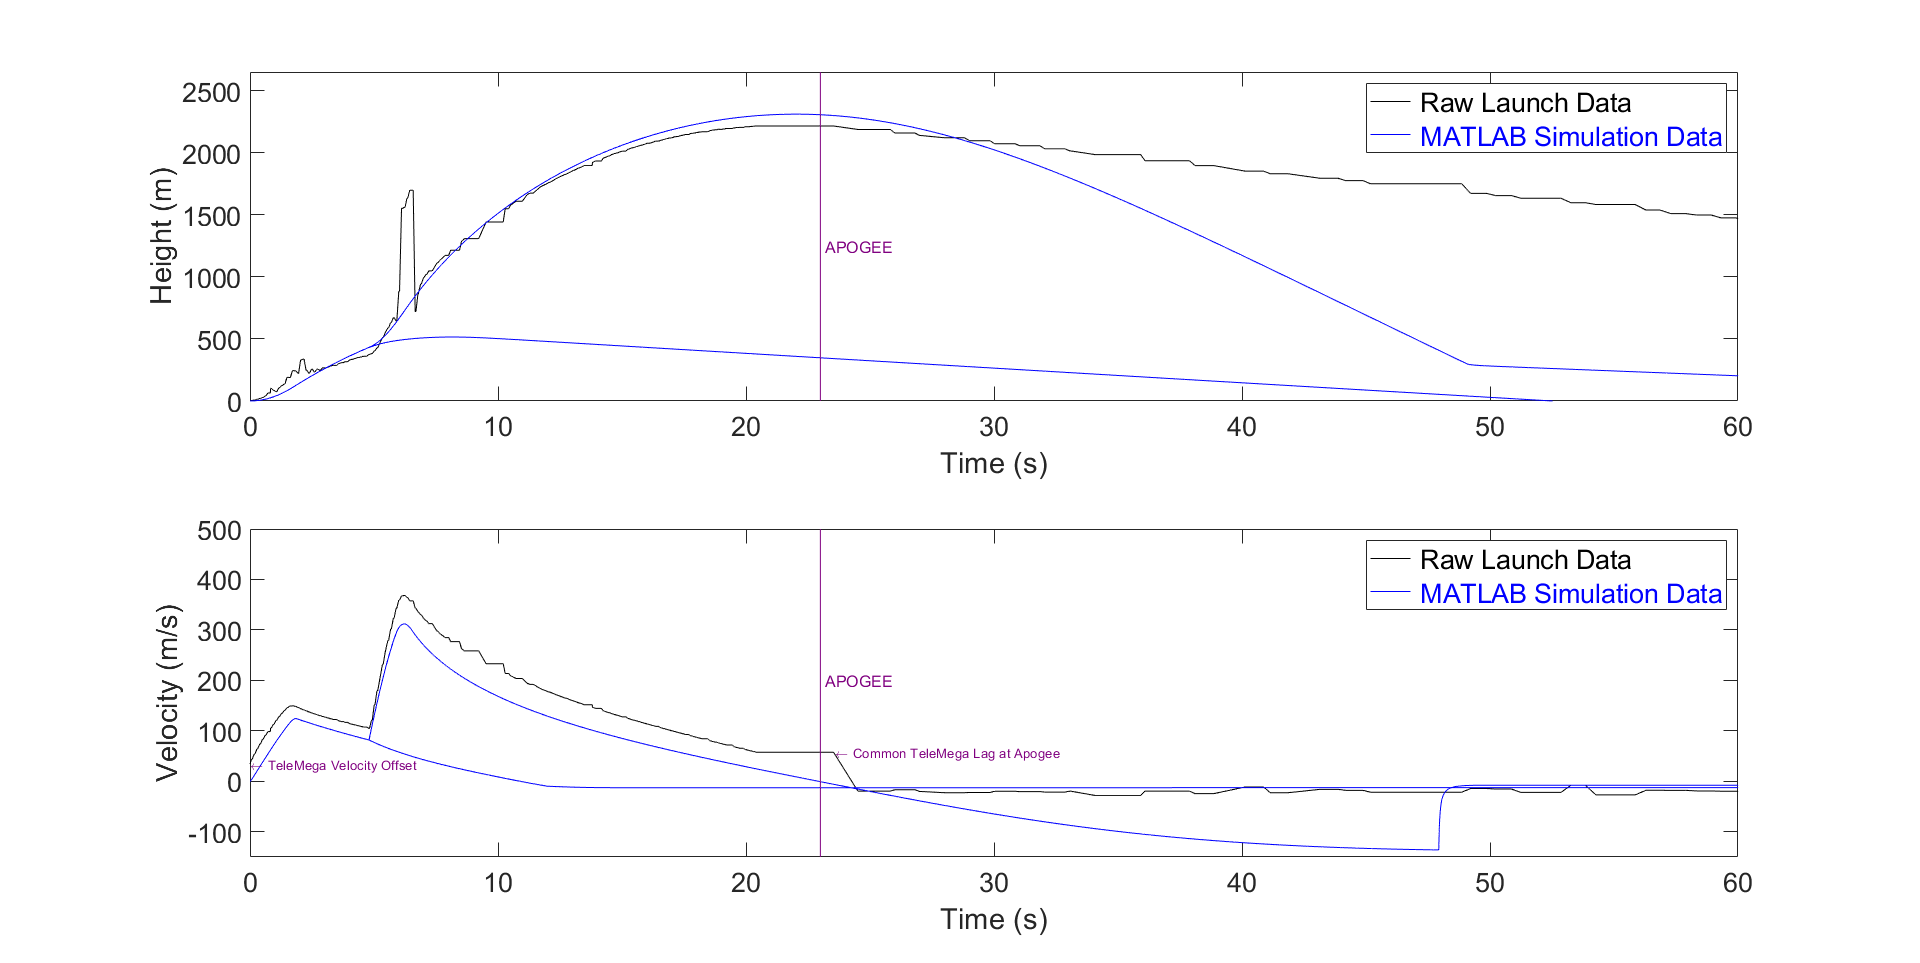 2500
2000
1500
1000
500
0
Height (m)
Raw Launch Data
MATLAB Simulation Data
APOGEE
0 10 20 30 40 50 60
Time (s)
500
400
300
200
100
0
-100
Velocity (m/s)
Raw Launch Data
MATLAB Simulation Data
APOGEE
← Common TeleMega Lag at Apogee
← TeleMega Velocity Offset
0 10 20 30 40 50 60
Time (s)